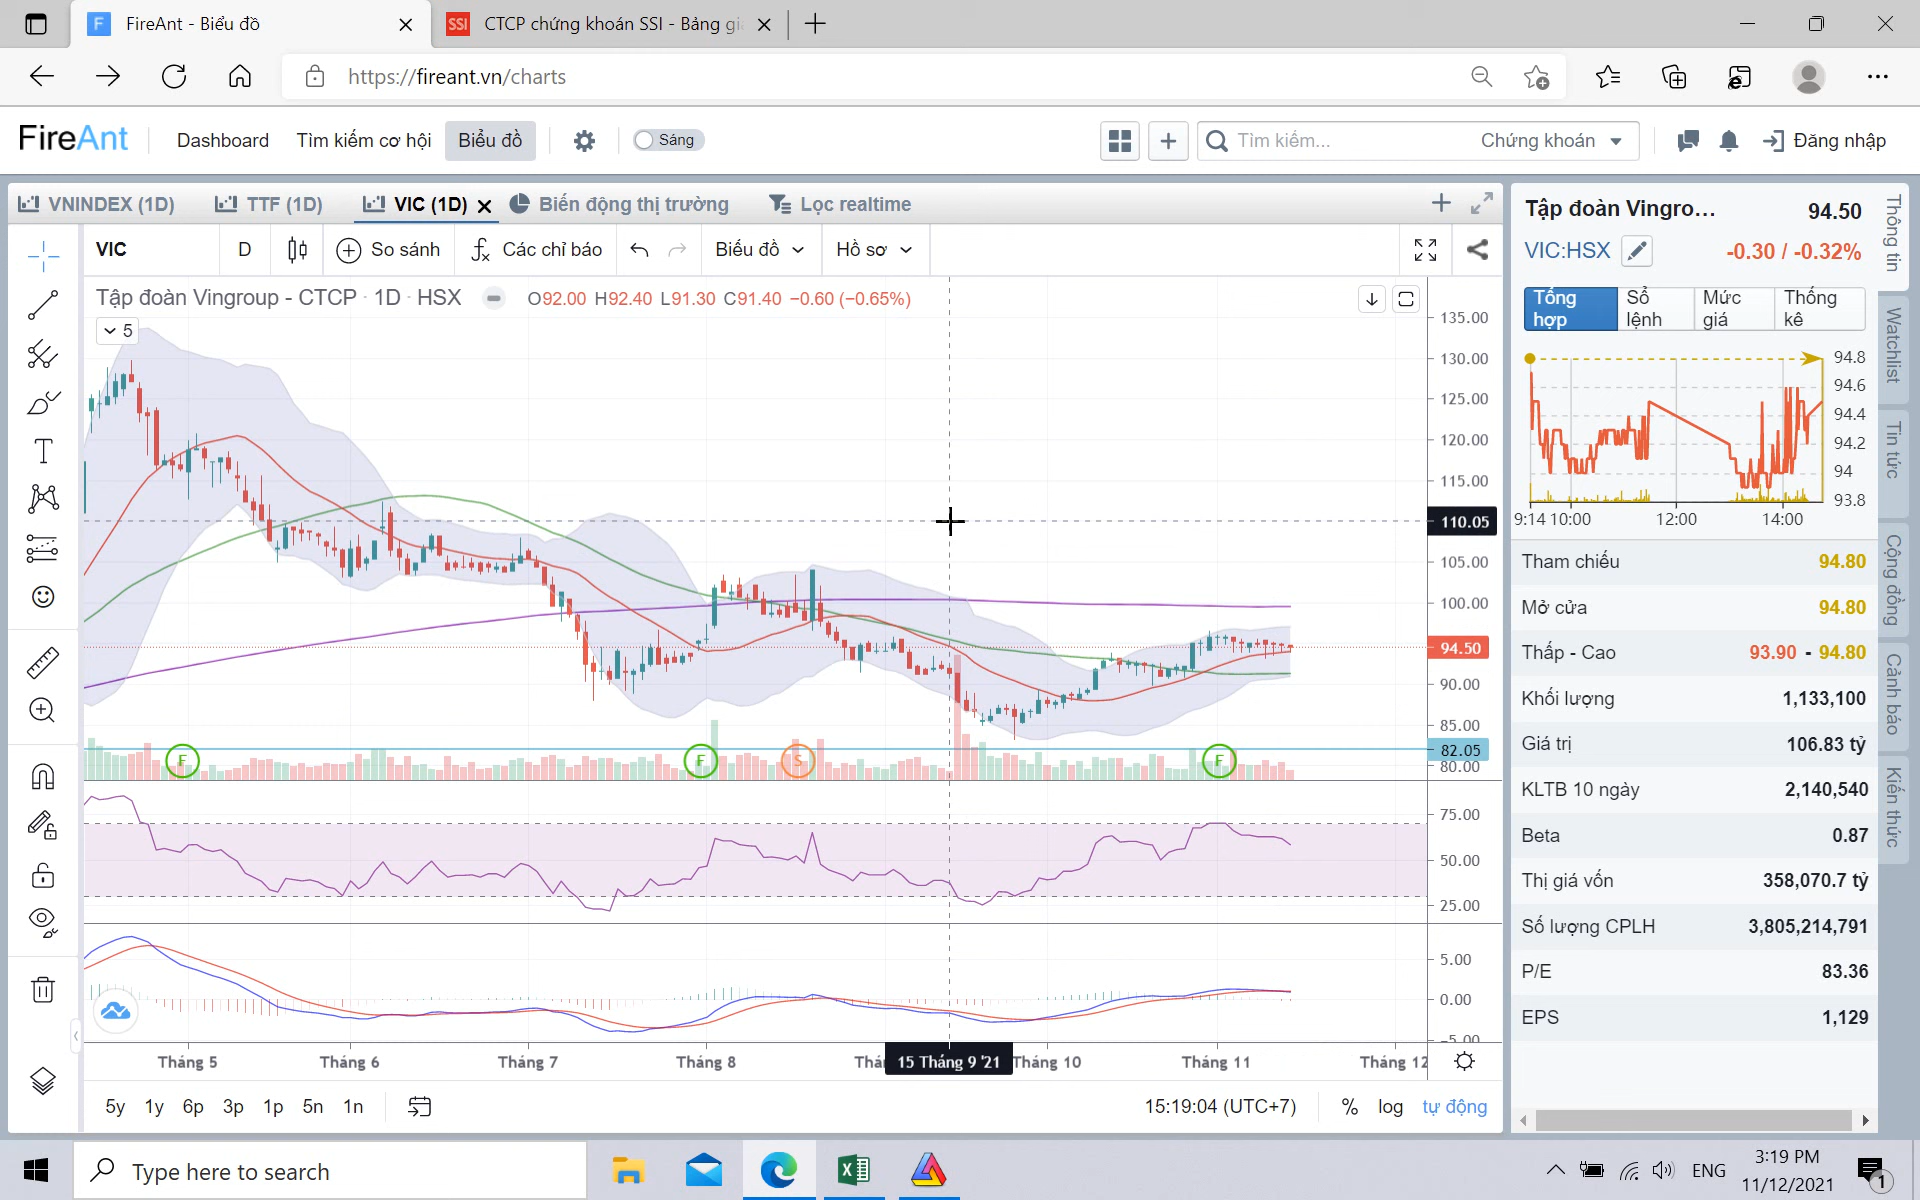 FireAnt - Biểu đồ
CTCP chứng khoán SSI - Bảng gi
https://fireant.vn/charts
FireAnt
Dashboard
Tìm kiếm cơ hội
Biểu đồ
Sáng
Tìm kiếm...
Chứng khoán
Đăng nhập
VNINDEX (1D)
TTF (1D)
VIC (1D)
Biến động thị trường
Lọc realtime
VIC
D
So sánh
Các chỉ báo
Biểu đồ
Hồ sơ
Tập đoàn Vingroup - CTCP · 1D · HSX
O92.00 H92.40 L91.30 C91.40 −0.60 (−0.65%)
5
135.00
130.00
125.00
120.00
115.00
110.05
105.00
100.00
94.50
90.00
85.00
82.05
80.00
F
F
S
F
75.00
50.00
25.00
5.00
0.00
−5.00
Tháng 5
Tháng 6
Tháng 7
Tháng 8
Thá
15 Tháng 9 '21
Tháng 10
Tháng 11
Tháng 12
5y 1y 6p 3p 1p 5n 1n
15:19:04 (UTC+7)
%
log
tự động
Tập đoàn Vingro...
94.50
VIC:HSX
-0.30 / -0.32%
Tổng hợp
Sổ lệnh
Mức giá
Thống kê
94.8
94.6
94.4
94.2
94
93.8
9:14 10:00 12:00 14:00
Tham chiếu 94.80
Mở cửa 94.80
Thấp - Cao 93.90 - 94.80
Khối lượng 1,133,100
Giá trị 106.83 tỷ
KLTB 10 ngày 2,140,540
Beta 0.87
Thị giá vốn 358,070.7 tỷ
Số lượng CPLH 3,805,214,791
P/E 83.36
EPS 1,129
Thông tin
Watchlist
Tin tức
Cộng đồng
Cảnh báo
Kiến thức
Type here to search
ENG
3:19 PM
11/12/2021
1